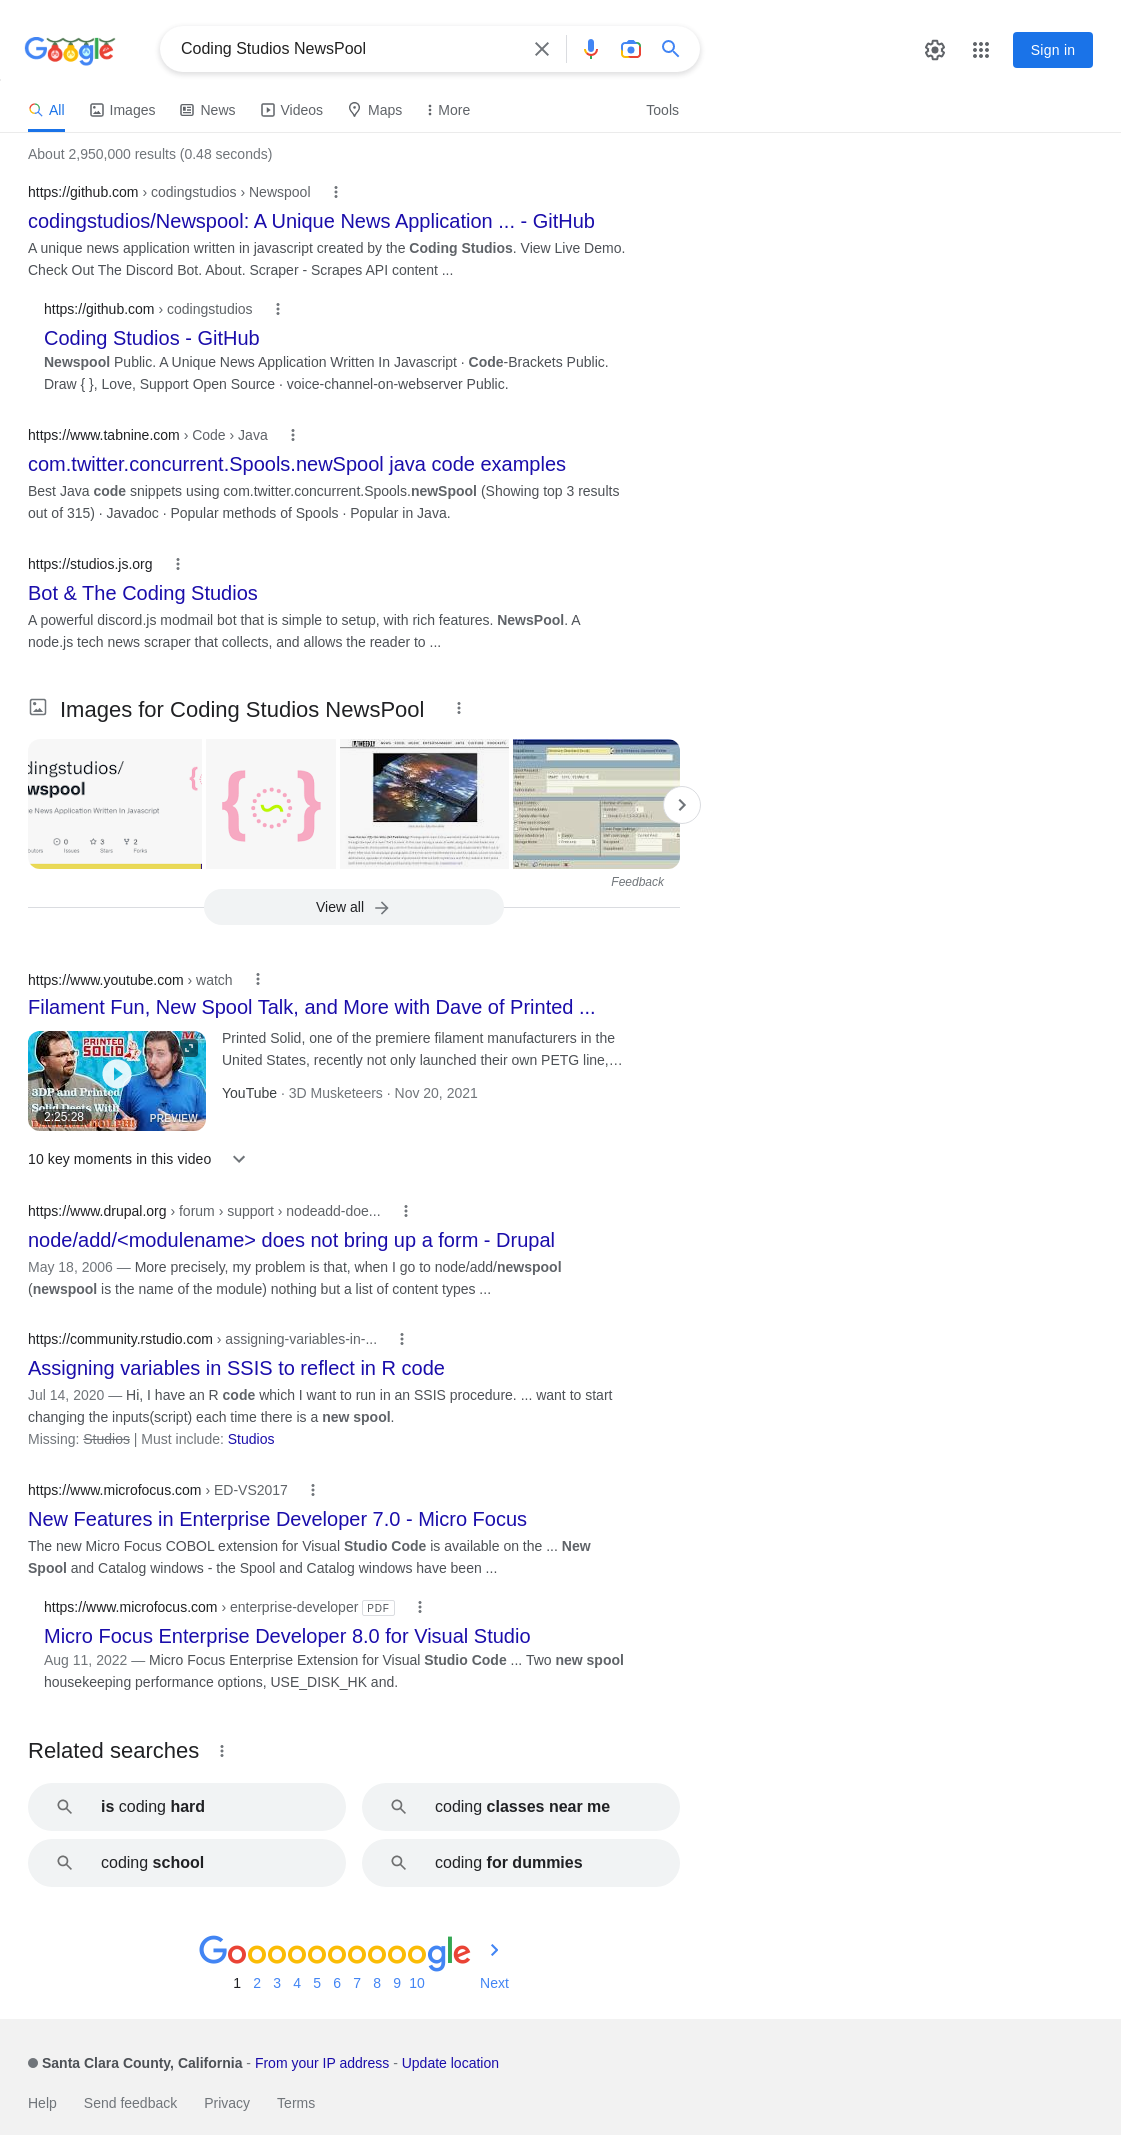 Google
Coding Studios NewsPool
Sign in
All
Images
News
Videos
Maps
More
Tools
About 2,950,000 results (0.48 seconds)
https://github.com › codingstudios › Newspool
codingstudios/Newspool: A Unique News Application ... - GitHub
A unique news application written in javascript created by the Coding Studios. View Live Demo.
Check Out The Discord Bot. About. Scraper - Scrapes API content ...
https://github.com › codingstudios
Coding Studios - GitHub
Newspool Public. A Unique News Application Written In Javascript · Code-Brackets Public.
Draw { }, Love, Support Open Source · voice-channel-on-webserver Public.
https://www.tabnine.com › Code › Java
com.twitter.concurrent.Spools.newSpool java code examples
Best Java code snippets using com.twitter.concurrent.Spools.newSpool (Showing top 3 results
out of 315) · Javadoc · Popular methods of Spools · Popular in Java.
https://studios.js.org
Bot & The Coding Studios
A powerful discord.js modmail bot that is simple to setup, with rich features. NewsPool. A
node.js tech news scraper that collects, and allows the reader to ...
Images for Coding Studios NewsPool
dingstudios/
wspool
e News Application Written In Javascript
0
3
2
Issues
Stars
Forks
Feedback
View all
https://www.youtube.com › watch
Filament Fun, New Spool Talk, and More with Dave of Printed ...
PRINTED
SOLID
3DP and Printed
Solid Deets With
2:25:28
PREVIEW
Printed Solid, one of the premiere filament manufacturers in the
United States, recently not only launched their own PETG line,…
YouTube · 3D Musketeers · Nov 20, 2021
10 key moments in this video
https://www.drupal.org › forum › support › nodeadd-doe...
node/add/<modulename> does not bring up a form - Drupal
May 18, 2006 — More precisely, my problem is that, when I go to node/add/newspool
(newspool is the name of the module) nothing but a list of content types ...
https://community.rstudio.com › assigning-variables-in-...
Assigning variables in SSIS to reflect in R code
Jul 14, 2020 — Hi, I have an R code which I want to run in an SSIS procedure. ... want to start
changing the inputs(script) each time there is a new spool.
Missing: Studios | Must include: Studios
https://www.microfocus.com › ED-VS2017
New Features in Enterprise Developer 7.0 - Micro Focus
The new Micro Focus COBOL extension for Visual Studio Code is available on the ... New
Spool and Catalog windows - the Spool and Catalog windows have been ...
https://www.microfocus.com › enterprise-developer PDF
Micro Focus Enterprise Developer 8.0 for Visual Studio
Aug 11, 2022 — Micro Focus Enterprise Extension for Visual Studio Code ... Two new spool
housekeeping performance options, USE_DISK_HK and.
Related searches
is coding hard
coding classes near me
coding school
coding for dummies
Goooooooooogle
1 2 3 4 5 6 7 8 9 10 Next
Santa Clara County, California - From your IP address - Update location
Help Send feedback Privacy Terms